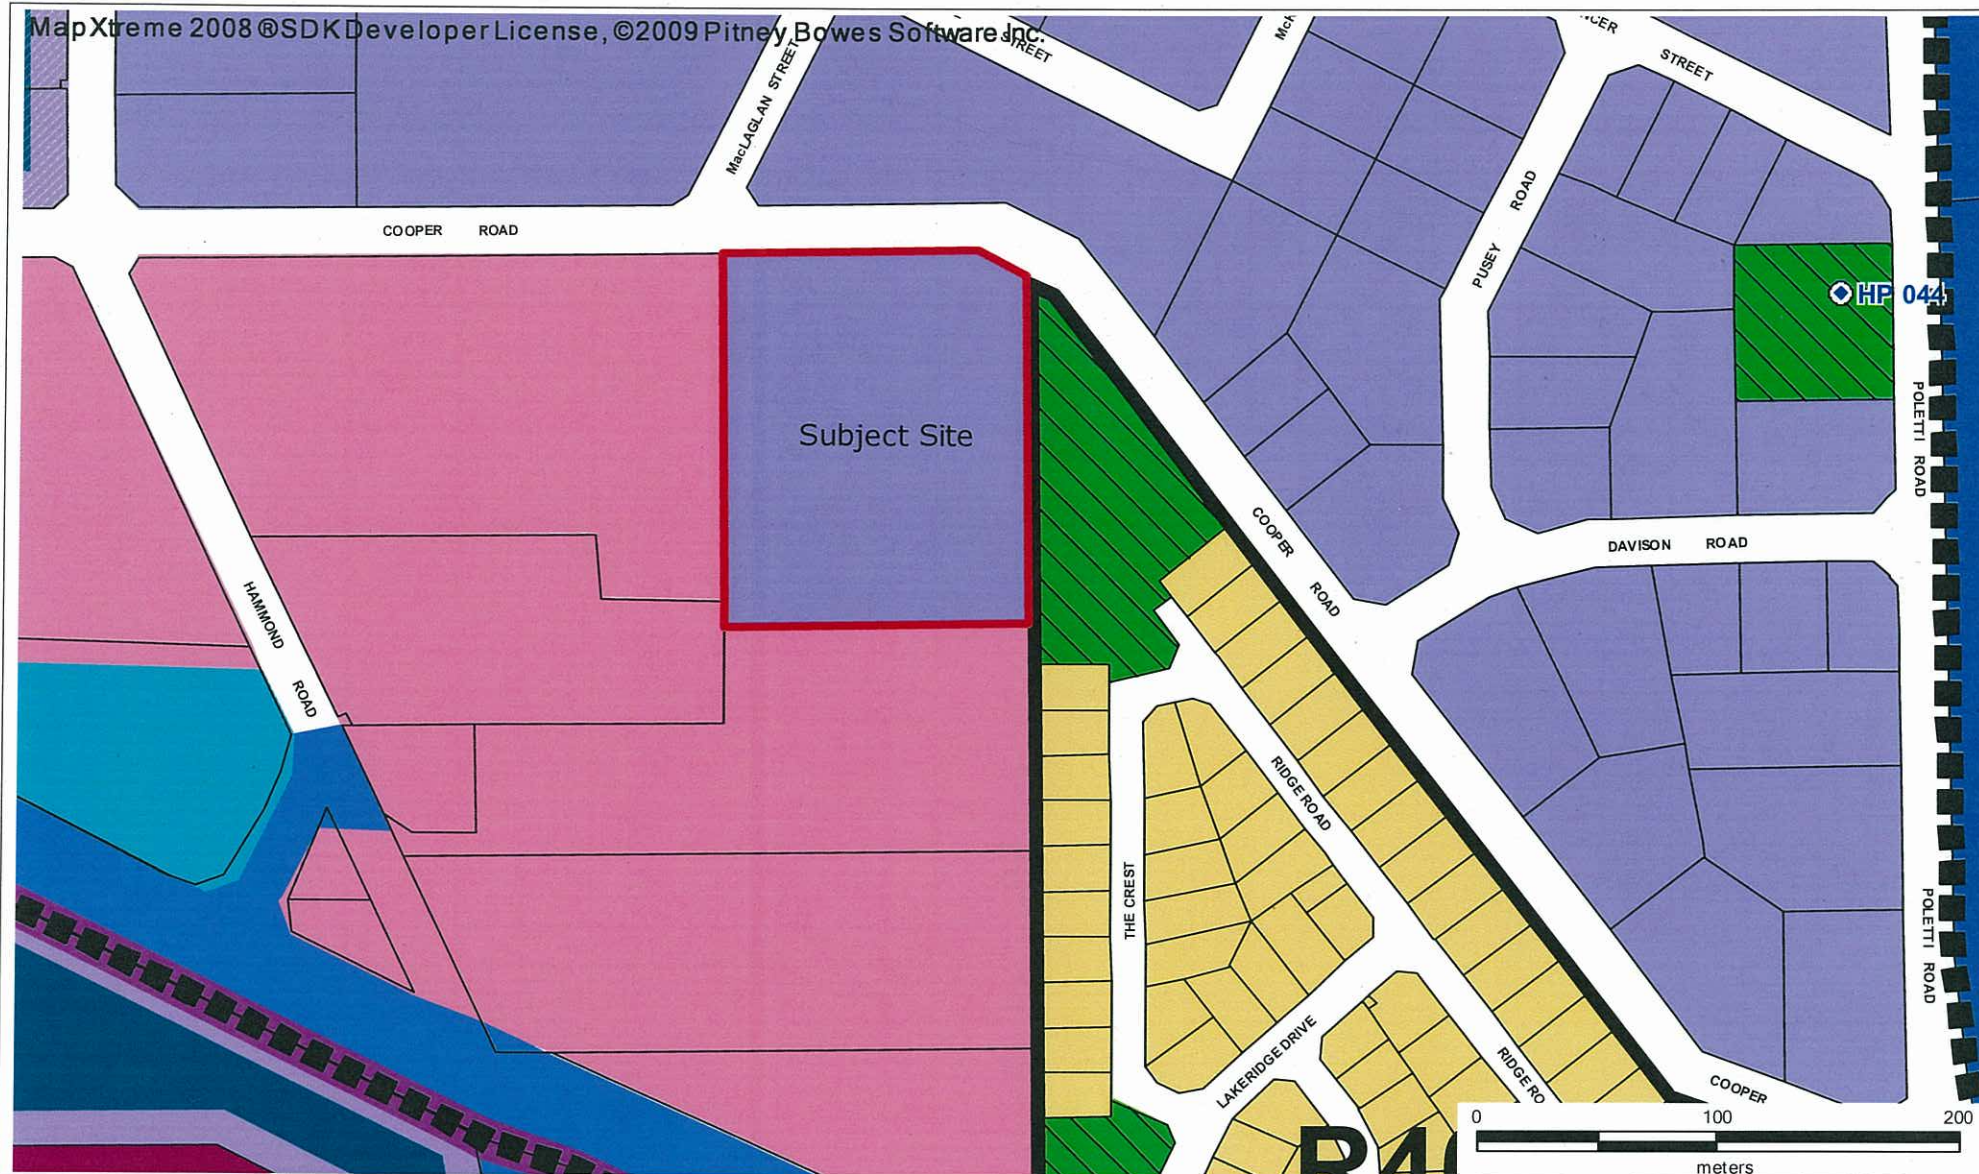 MapXtreme 2008 ® SDK Developer License, ©2009 Pitney Bowes Software Inc.
STREET
STREET
MacLAGLAN STREET
COOPER ROAD
PUSEY ROAD
HP 044
POLETTI ROAD
Subject Site
COOPER ROAD
DAVISON ROAD
HAMMOND ROAD
RIDGE ROAD
THE CREST
POLETTI ROAD
LAKERIDGE DRIVE
RIDGE RO
COOPER
0 100 200
meters